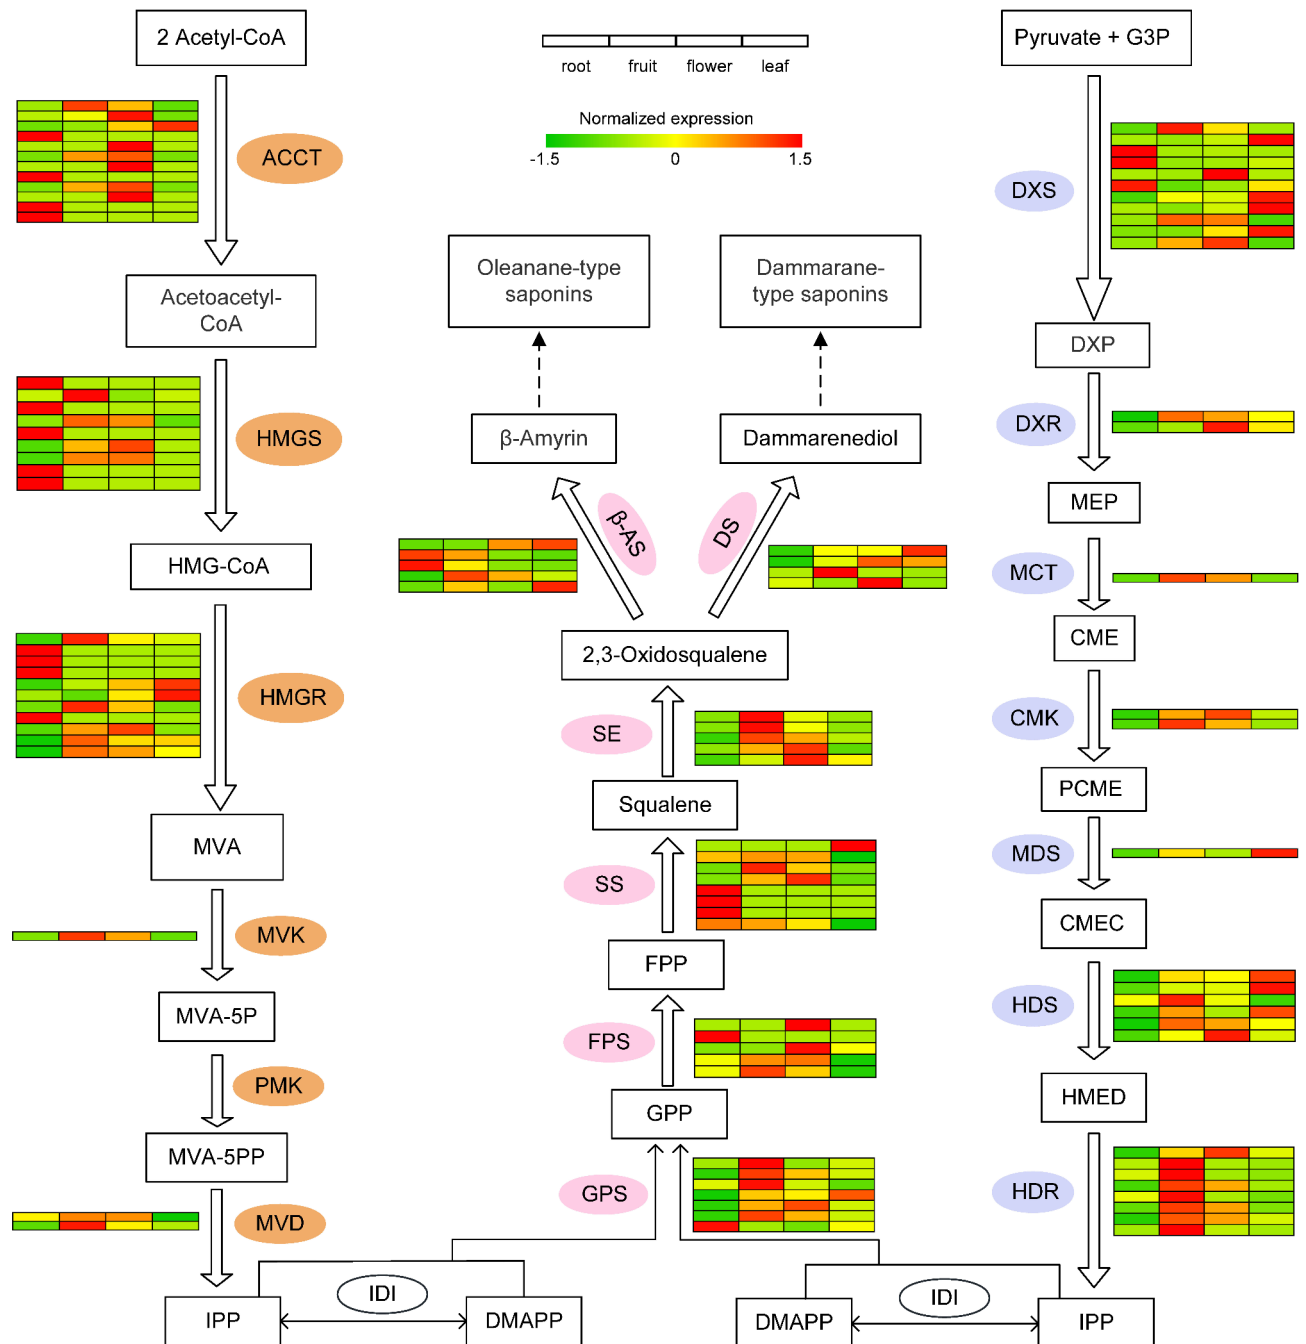 2 Acetyl-CoA
ACCT
Acetoacetyl-
CoA
HMGS
HMG-CoA
HMGR
MVA
MVK
MVA-5P
PMK
MVA-5PP
MVD
IPP
IDI
DMAPP
root fruit flower leaf
Normalized expression
-1.5 0 1.5
Oleanane-type
saponins
Dammarane-
type saponins
β-Amyrin
Dammarenediol
β-AS
DS
2,3-Oxidosqualene
SE
Squalene
SS
FPP
FPS
GPP
GPS
Pyruvate + G3P
DXS
DXP
DXR
MEP
MCT
CME
CMK
PCME
MDS
CMEC
HDS
HMED
HDR
DMAPP
IDI
IPP